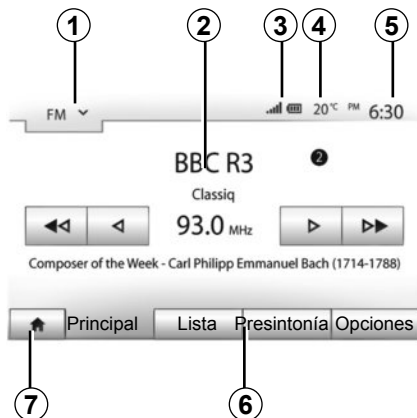 1 2 3 4 5
FM 20°C PM 6:30
BBC R3 2
Classiq
93.0 MHz
Composer of the Week - Carl Philipp Emmanuel Bach (1714-1788)
Principal Lista Presintonía Opciones
7 6